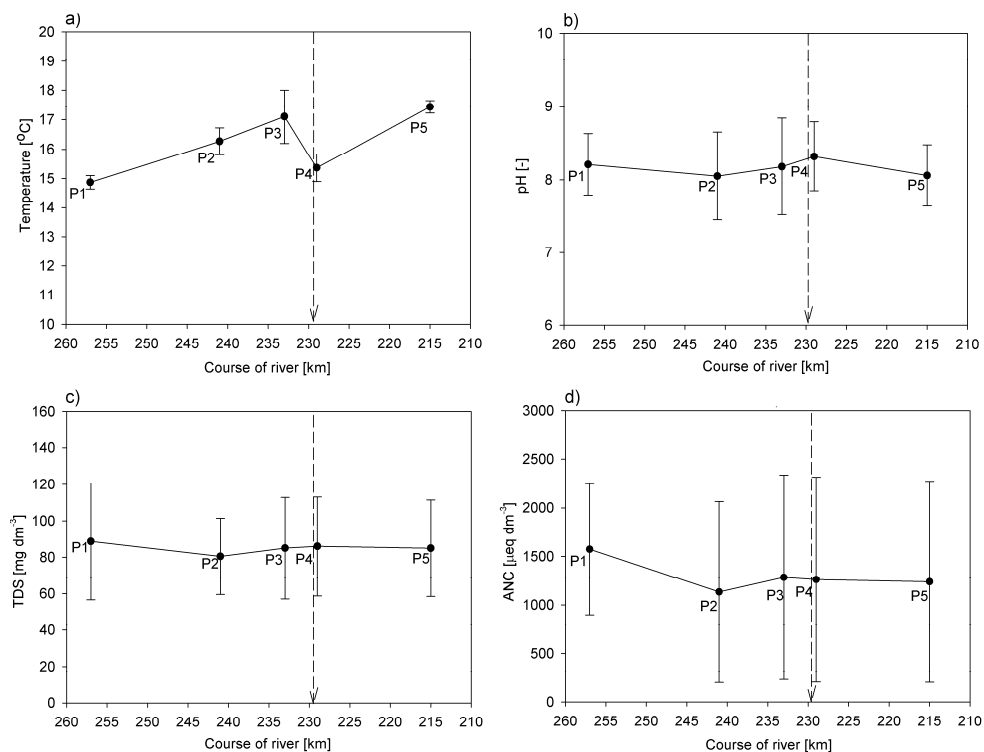 a)
20
19
18
17
16
15
14
13
12
11
10
Temperature [°C]
P1
P2
P3
P4
P5
260 255 250 245 240 235 230 225 220 215 210
Course of river [km]
b)
10
9
8
7
6
pH [-]
P1
P2
P3
P4
P5
260 255 250 245 240 235 230 225 220 215 210
Course of river [km]
c)
160
140
120
100
80
60
40
20
0
TDS [mg dm⁻³]
P1
P2
P3
P4
P5
260 255 250 245 240 235 230 225 220 215 210
Course of river [km]
d)
3000
2500
2000
1500
1000
500
0
ANC [μeq dm⁻³]
P1
P2
P3
P4
P5
260 255 250 245 240 235 230 225 220 215 210
Course of river [km]